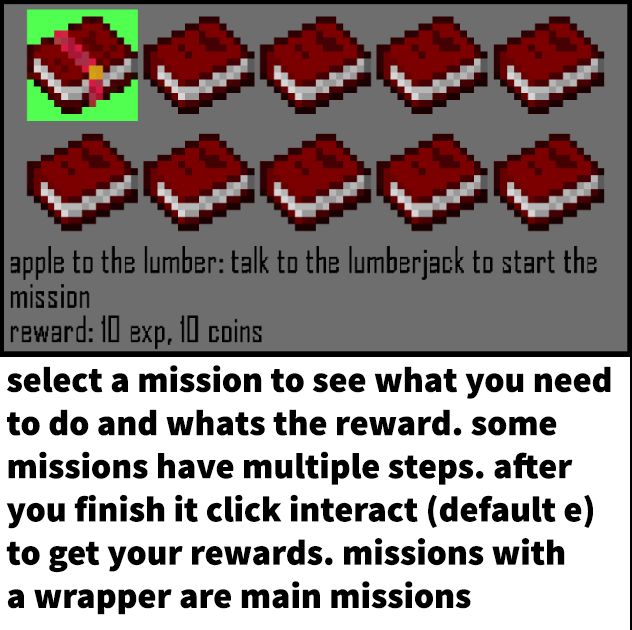 apple to the lumber: talk to the lumberjack to start the
mission
reward: 10 exp, 10 coins
select a mission to see what you need
to do and whats the reward. some
missions have multiple steps. after
you finish it click interact (default e)
to get your rewards. missions with
a wrapper are main missions